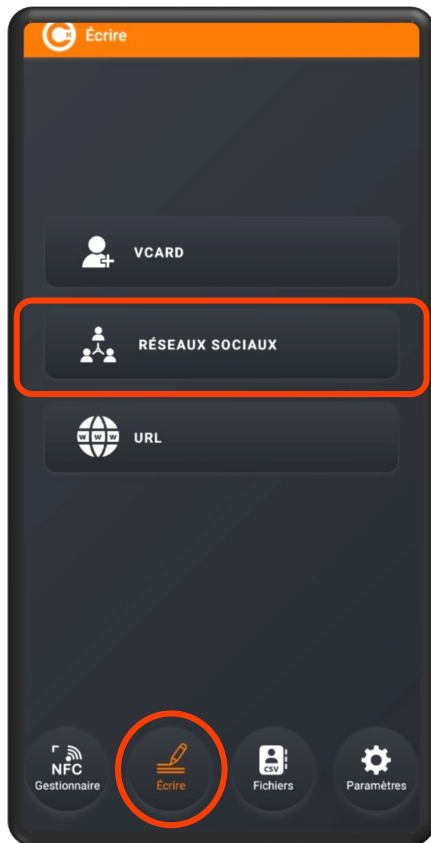 Écrire
VCARD
RÉSEAUX SOCIAUX
W W W
URL
NFC
Gestionnaire
Écrire
CSV
Fichiers
Paramètres